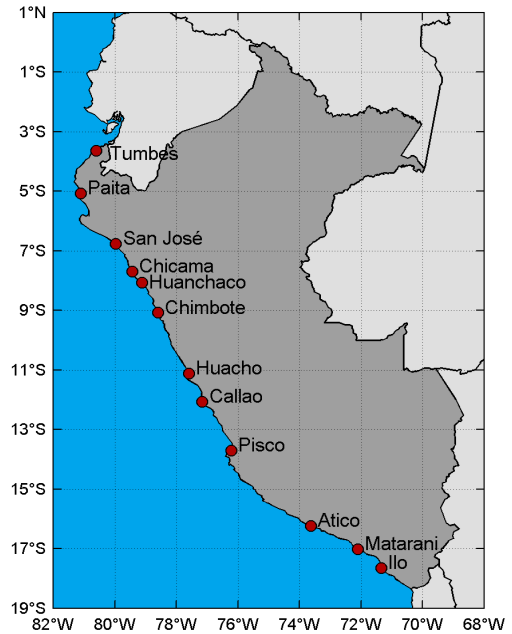 1°N
1°S
3°S
Tumbes
5°S
Paita
San José
7°S
Chicama
Huanchaco
9°S
Chimbote
11°S
Huacho
Callao
13°S
Pisco
15°S
Atico
17°S
Matarani
Ilo
19°S
82°W 80°W 78°W 76°W 74°W 72°W 70°W 68°W